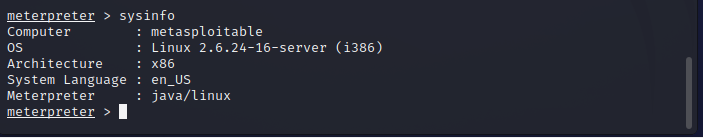 meterpreter > sysinfo
Computer        : metasploitable
OS              : Linux 2.6.24-16-server (i386)
Architecture    : x86
System Language : en_US
Meterpreter     : java/linux
meterpreter >